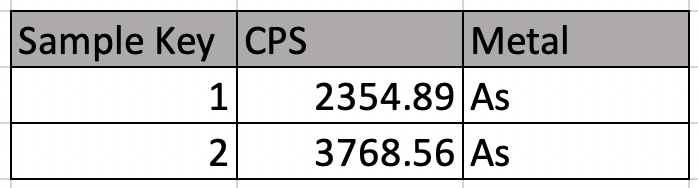 Sample Key CPS Metal
1 2354.89 As
2 3768.56 As